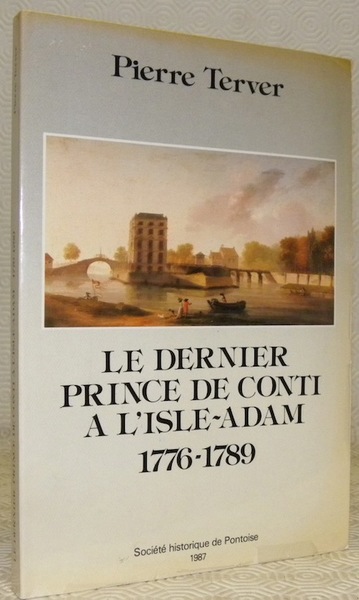 Pierre Terver
LE DERNIER
PRINCE DE CONTI
A L'ISLE-ADAM
1776-1789
Société historique de Pontoise
1987